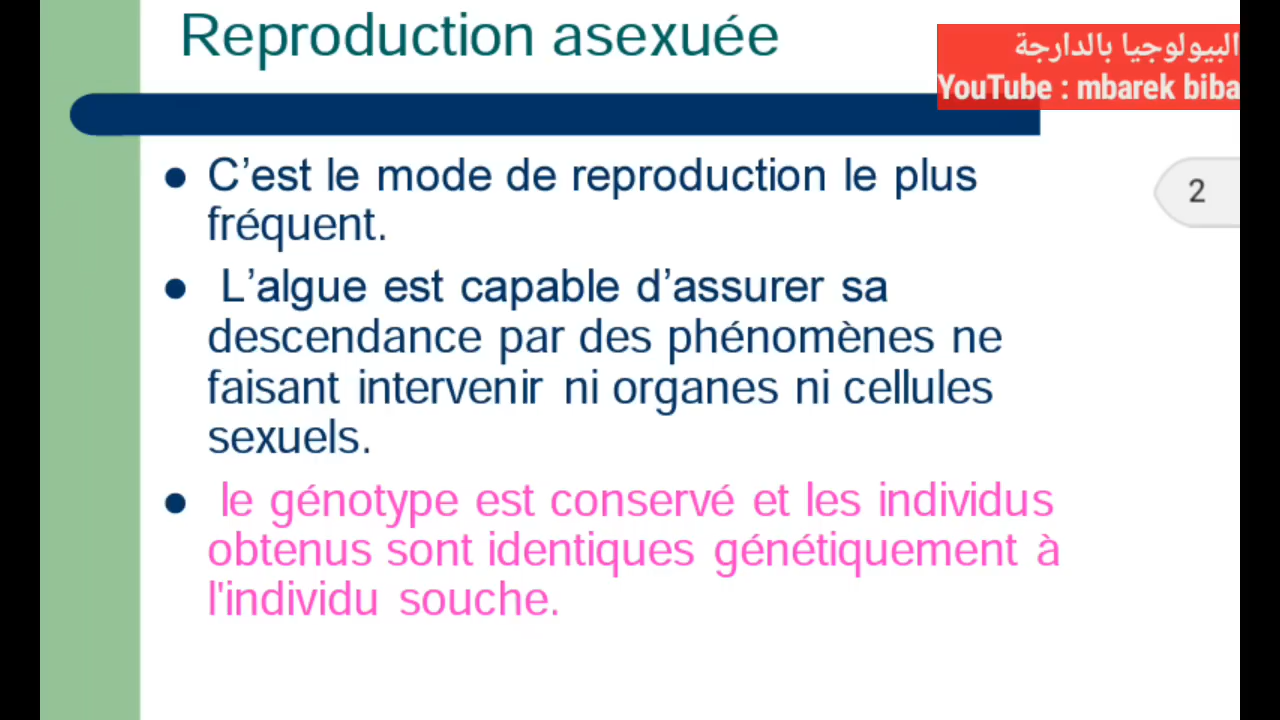 Reproduction asexuée
البيولوجيا بالدارجة
YouTube : mbarek biba
2
C’est le mode de reproduction le plus
fréquent.
L’algue est capable d’assurer sa
descendance par des phénomènes ne
faisant intervenir ni organes ni cellules
sexuels.
le génotype est conservé et les individus
obtenus sont identiques génétiquement à
l'individu souche.